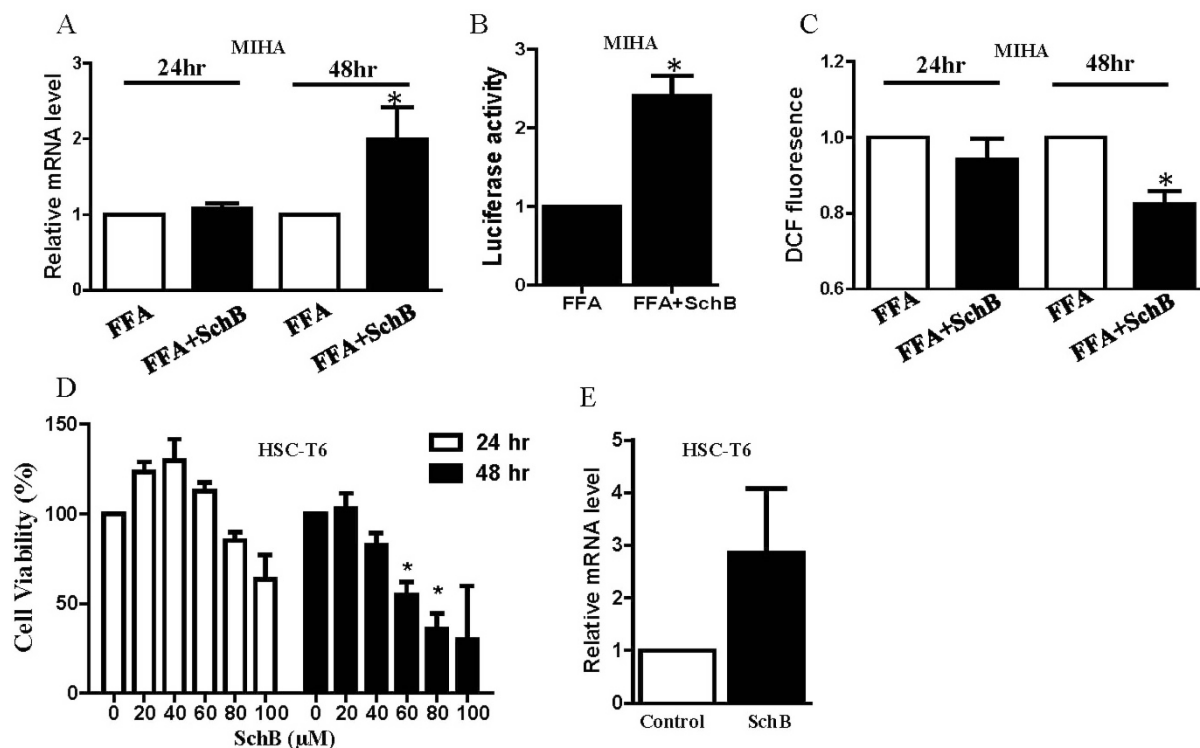 A
MIHA
24hr
48hr
Relative mRNA level
3
2
1
0
*
FFA
FFA+SchB
FFA
FFA+SchB
B
MIHA
Luciferase activity
3
2
1
0
*
FFA
FFA+SchB
C
MIHA
24hr
48hr
DCF fluoresence
1.2
1.0
0.8
0.6
*
FFA
FFA+SchB
FFA
FFA+SchB
D
HSC-T6
24 hr
48 hr
Cell Viability (%)
150
100
50
0
* *
0 20 40 60 80 100 0 20 40 60 80 100
SchB (µM)
E
HSC-T6
Relative mRNA level
5
4
3
2
1
0
Control SchB